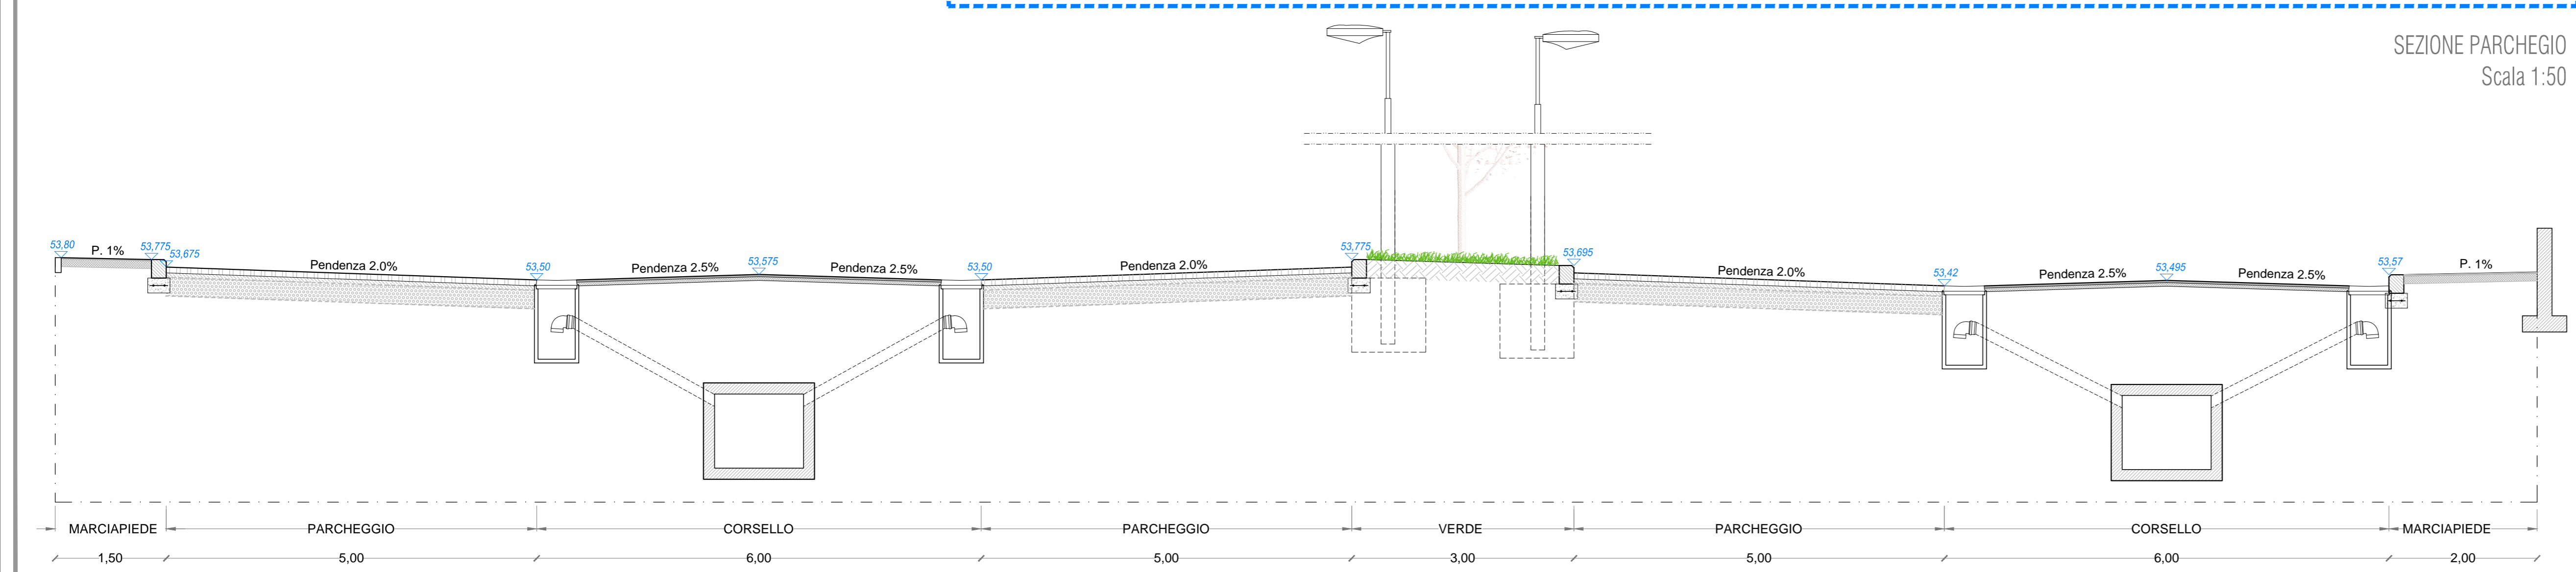 SEZIONE PARCHEGIO
Scala 1:50
53,80
P. 1%
53,775
53,675
Pendenza 2.0%
53,50
Pendenza 2.5%
53,575
Pendenza 2.5%
53,50
Pendenza 2.0%
53,775
53,695
Pendenza 2.0%
53,42
Pendenza 2.5%
53,495
Pendenza 2.5%
53,57
P. 1%
MARCIAPIEDE PARCHEGGIO CORSELLO PARCHEGGIO VERDE PARCHEGGIO CORSELLO MARCIAPIEDE
1,50 5,00 6,00 5,00 3,00 5,00 6,00 2,00